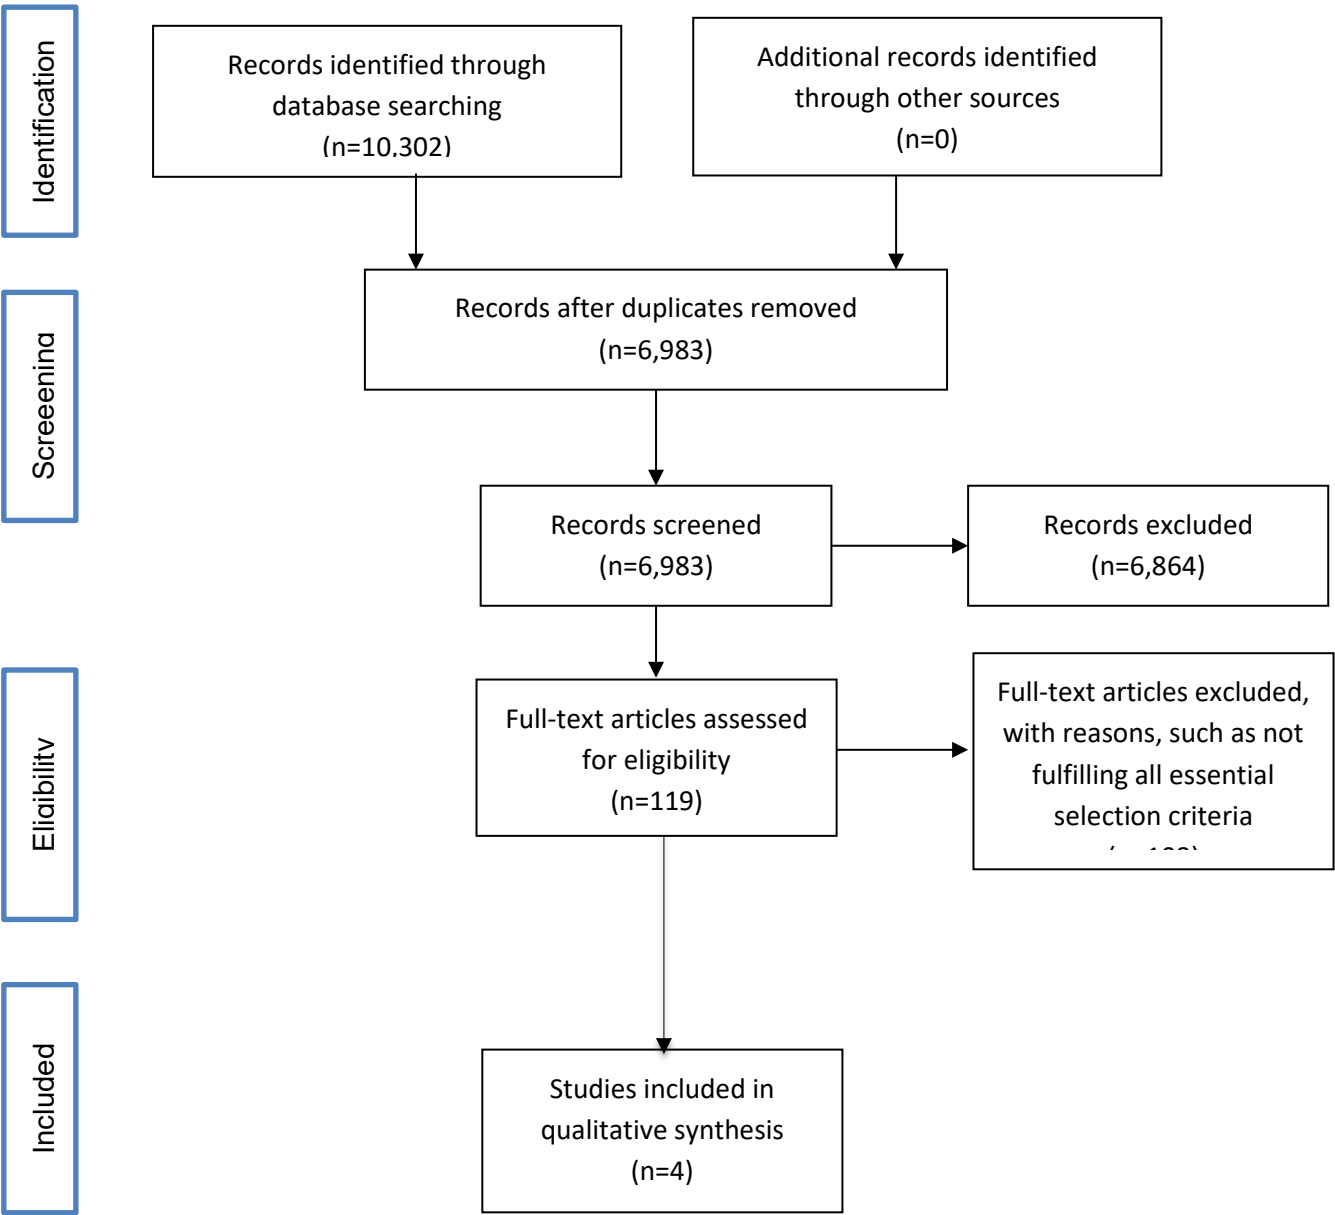 Identification
Records identified through
database searching
(n=10,302)
Additional records identified
through other sources
(n=0)
Screening
Records after duplicates removed
(n=6,983)
Records screened
(n=6,983)
Records excluded
(n=6,864)
Eligibility
Full-text articles assessed
for eligibility
(n=119)
Full-text articles excluded,
with reasons, such as not
fulfilling all essential
selection criteria
Included
Studies included in
qualitative synthesis
(n=4)